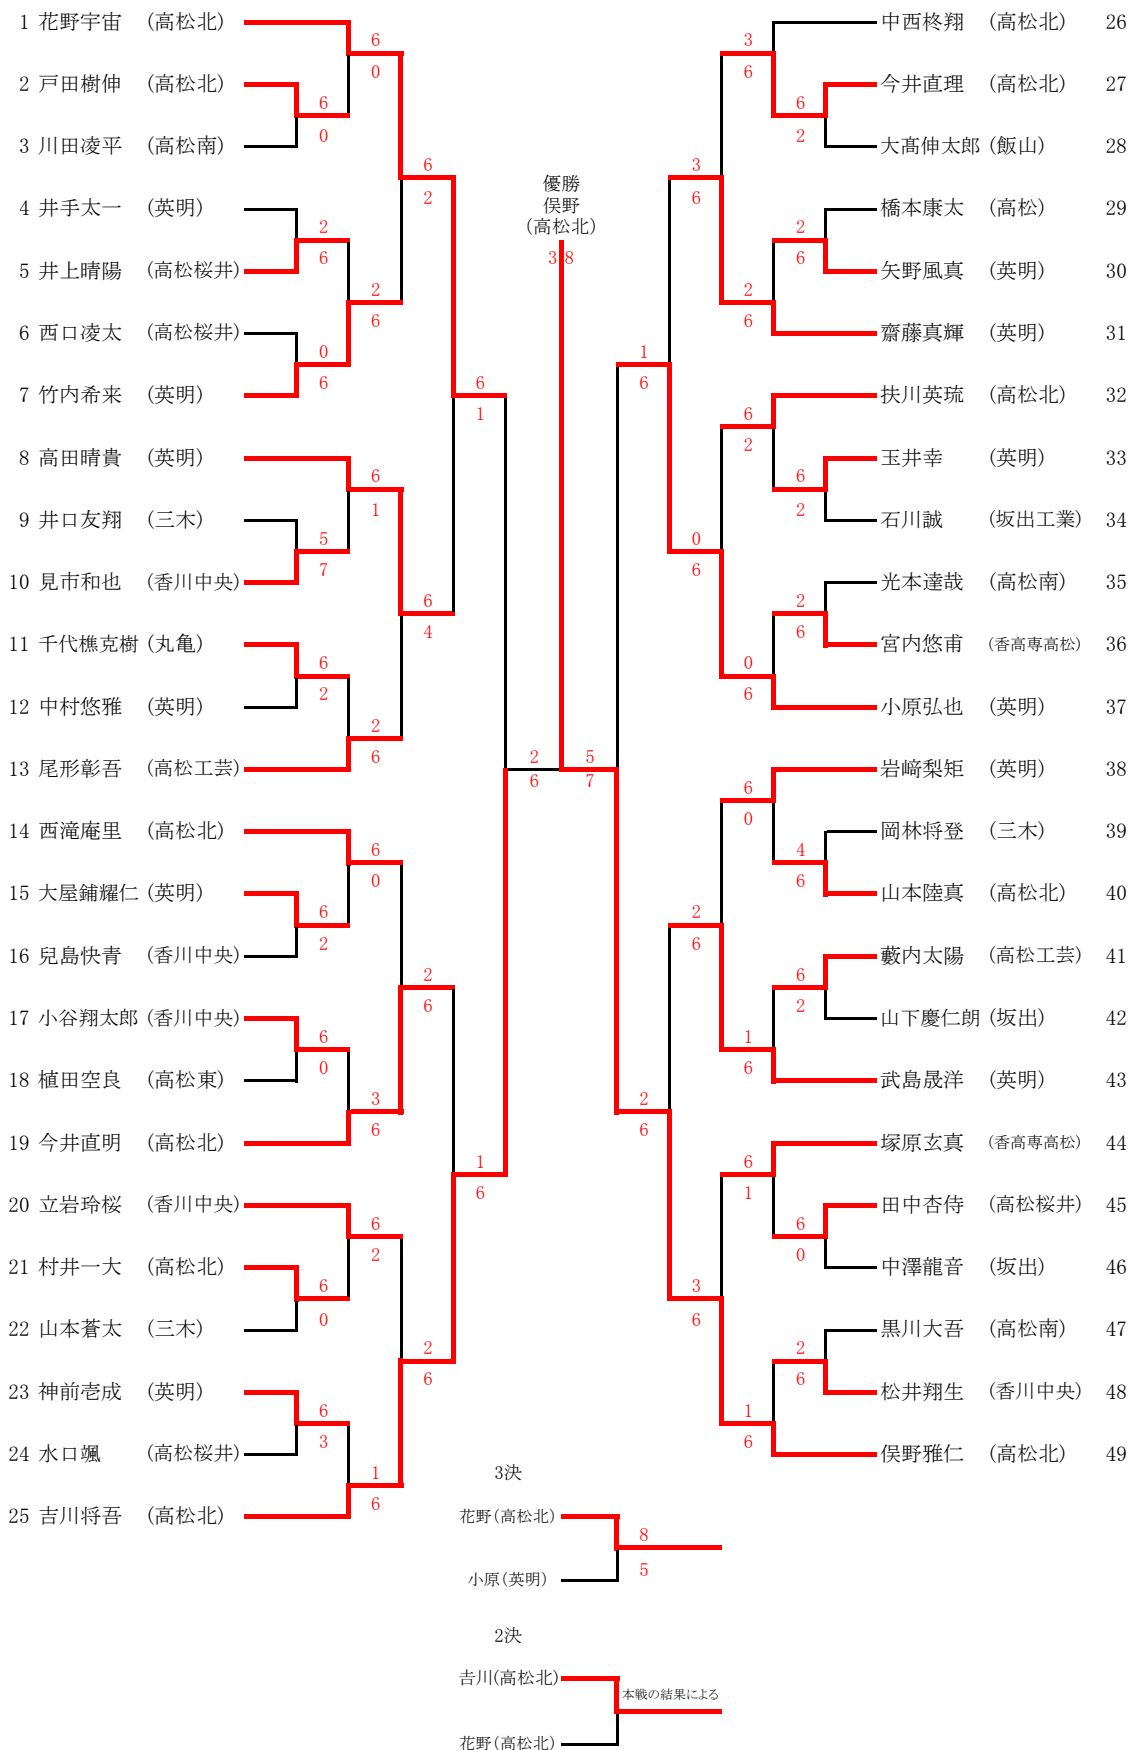 1 花野宇宙 (高松北)
2 戸田樹伸 (高松北)
3 川田凌平 (高松南)
4 井手太一 (英明)
5 井上晴陽 (高松桜井)
6 西口凌太 (高松桜井)
7 竹内希来 (英明)
8 高田晴貴 (英明)
9 井口友翔 (三木)
10 見市和也 (香川中央)
11 千代樵克樹 (丸亀)
12 中村悠雅 (英明)
13 尾形彰吾 (高松工芸)
14 西滝庵里 (高松北)
15 大屋鋪耀仁 (英明)
16 兒島快青 (香川中央)
17 小谷翔太郎 (香川中央)
18 植田空良 (高松東)
19 今井直明 (高松北)
20 立岩玲桜 (香川中央)
21 村井一大 (高松北)
22 山本蒼太 (三木)
23 神前壱成 (英明)
24 水口颯 (高松桜井)
25 吉川将吾 (高松北)
6
0
6
0
2
6
0
6
5
7
6
2
6
2
6
0
6
0
6
3
2
6
6
1
2
6
6
0
3
6
6
2
1
6
6
2
6
4
2
6
2
6
6
1
1
6
2
6
優勝
俣野
(高松北)
3 8
5
7
1
6
2
6
3
6
0
6
2
6
3
6
3
6
2
6
6
2
0
6
6
0
1
6
6
1
1
6
6
2
2
6
6
2
2
6
4
6
6
2
6
0
2
6
中西柊翔 (高松北) 26
今井直理 (高松北) 27
大髙伸太郎 (飯山) 28
橋本康太 (高松) 29
矢野風真 (英明) 30
齋藤真輝 (英明) 31
扶川英琉 (高松北) 32
玉井幸 (英明) 33
石川誠 (坂出工業) 34
光本達哉 (高松南) 35
宮内悠甫 (香高専高松) 36
小原弘也 (英明) 37
岩﨑梨矩 (英明) 38
岡林将登 (三木) 39
山本陸真 (高松北) 40
藪内太陽 (高松工芸) 41
山下慶仁朗 (坂出) 42
武島晟洋 (英明) 43
塚原玄真 (香高専高松) 44
田中杏侍 (高松桜井) 45
中澤龍音 (坂出) 46
黒川大吾 (高松南) 47
松井翔生 (香川中央) 48
俣野雅仁 (高松北) 49
3決
花野(高松北)
8
5
小原(英明)
2決
吉川(高松北)
本戦の結果による
花野(高松北)